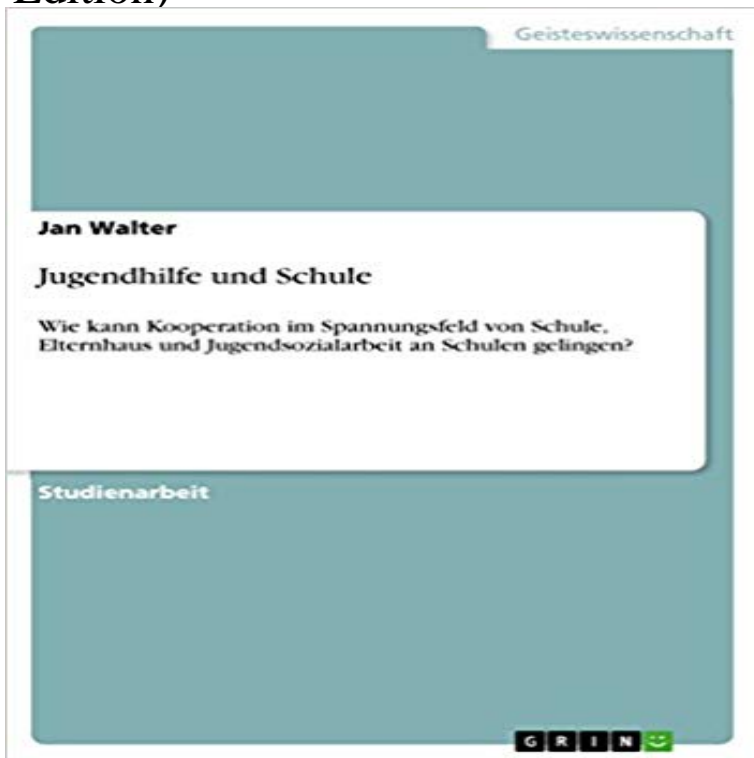 Edition)
Geisteswissenschaft
Jan Walter
Jugendhilfe und Schule
Wie kann Kooperation im Spannungsfeld von Schule,
Elternhaus und Jugendsozialarbeit an Schulen gelingen?
Studienarbeit
GRIN